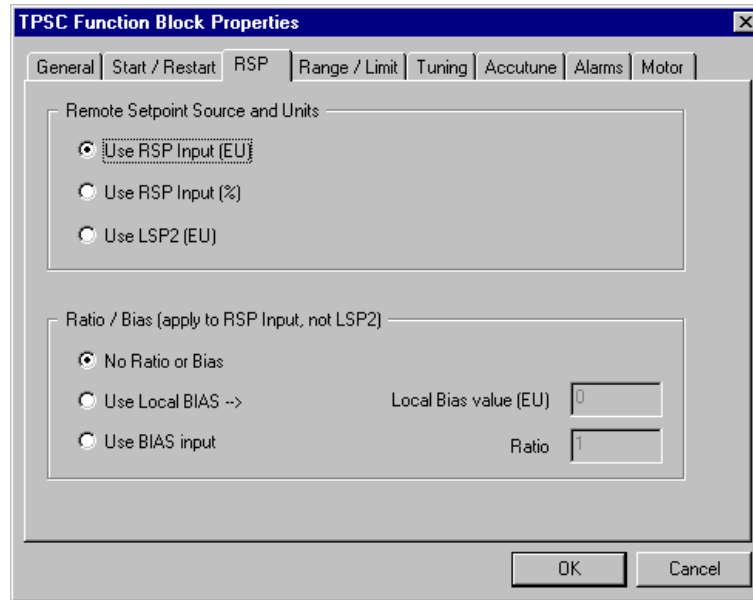 TPSC Function Block Properties
General Start / Restart RSP Range / Limit Tuning Accutune Alarms Motor
Remote Setpoint Source and Units
Use RSP Input (EU)
Use RSP Input (%)
Use LSP2 (EU)
Ratio / Bias (apply to RSP Input, not LSP2)
No Ratio or Bias
Use Local BIAS --> Local Bias value (EU) 0
Use BIAS input Ratio 1
OK Cancel